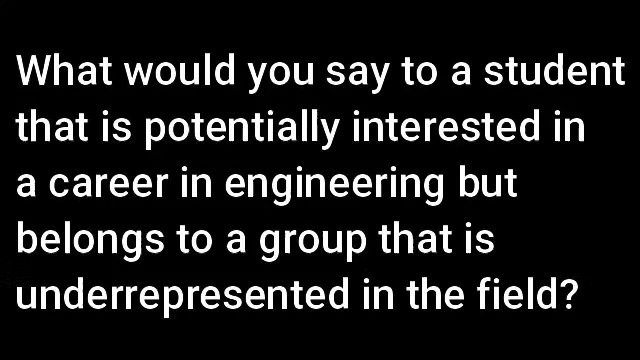 What would you say to a student
that is potentially interested in
a career in engineering but
belongs to a group that is
underrepresented in the field?